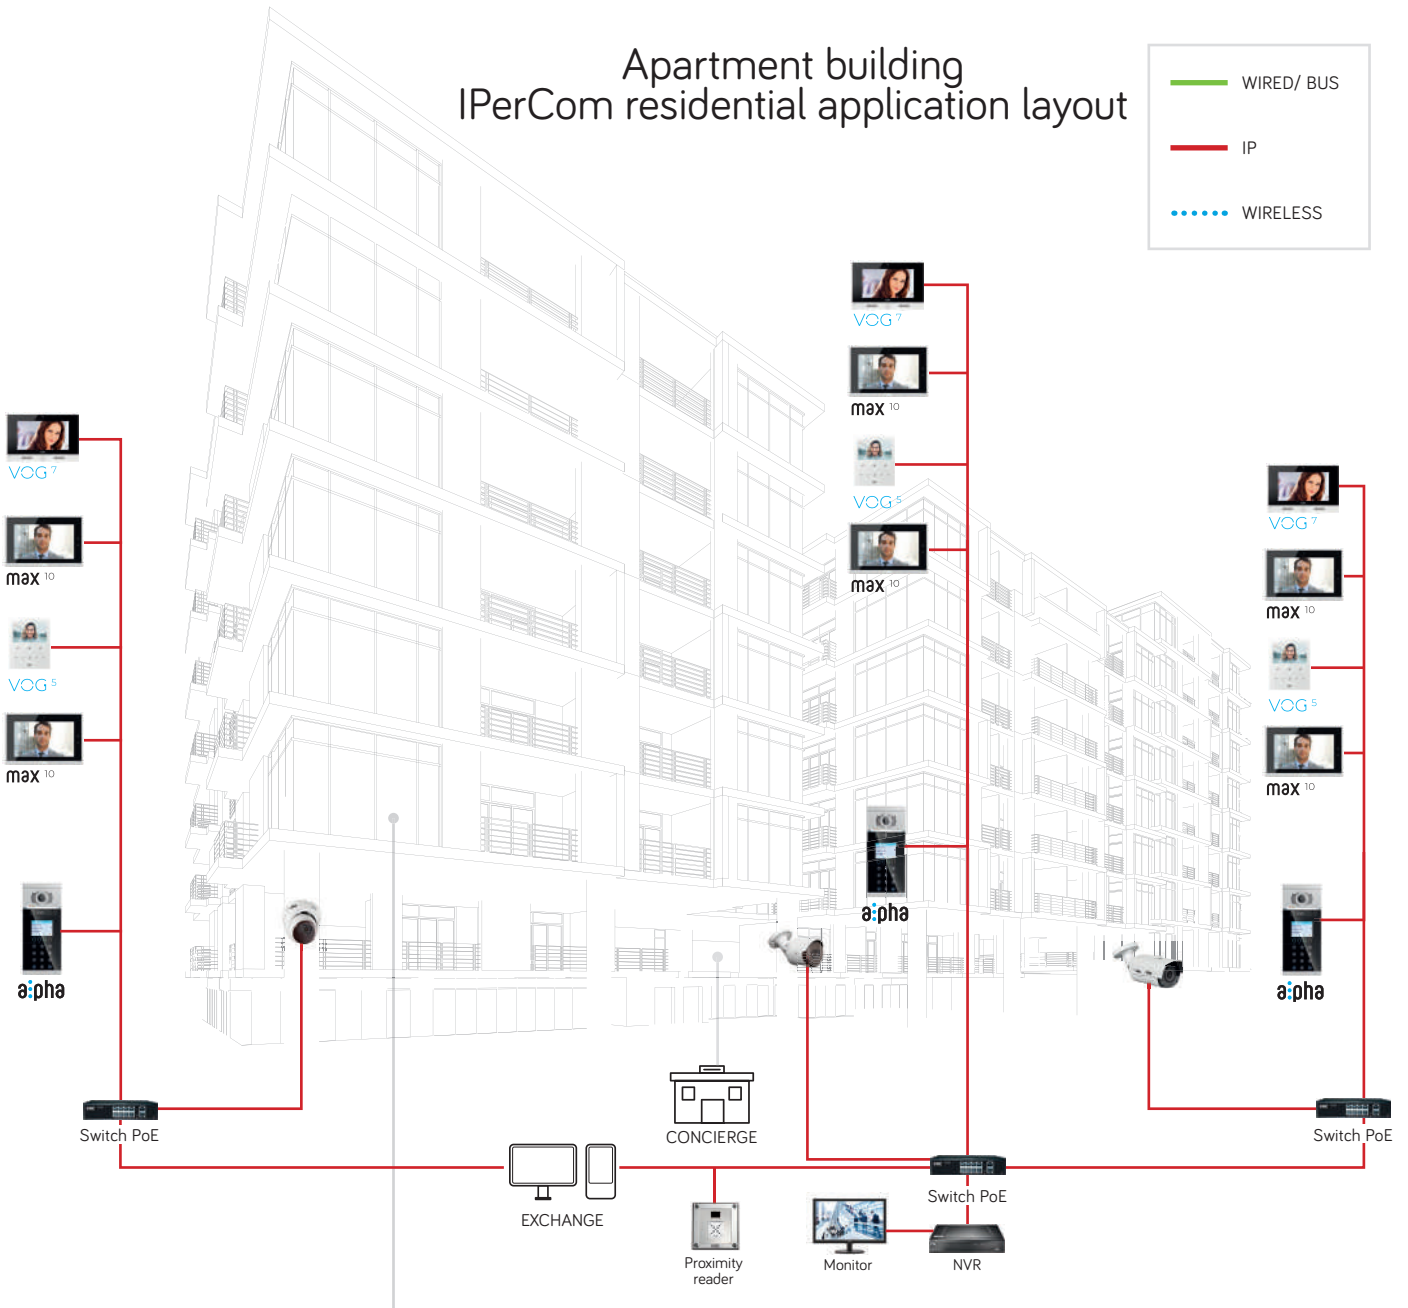 Apartment building
IPerCom residential application layout
WIRED/ BUS
IP
WIRELESS
VOG 7
max 10
VOG 5
max 10
VOG 7
max 10
VOG 5
max 10
VOG 7
max 10
VOG 5
max 10
alpha
alpha
alpha
Switch PoE
CONCIERGE
Switch PoE
EXCHANGE
Switch PoE
Proximity
reader
Monitor
NVR